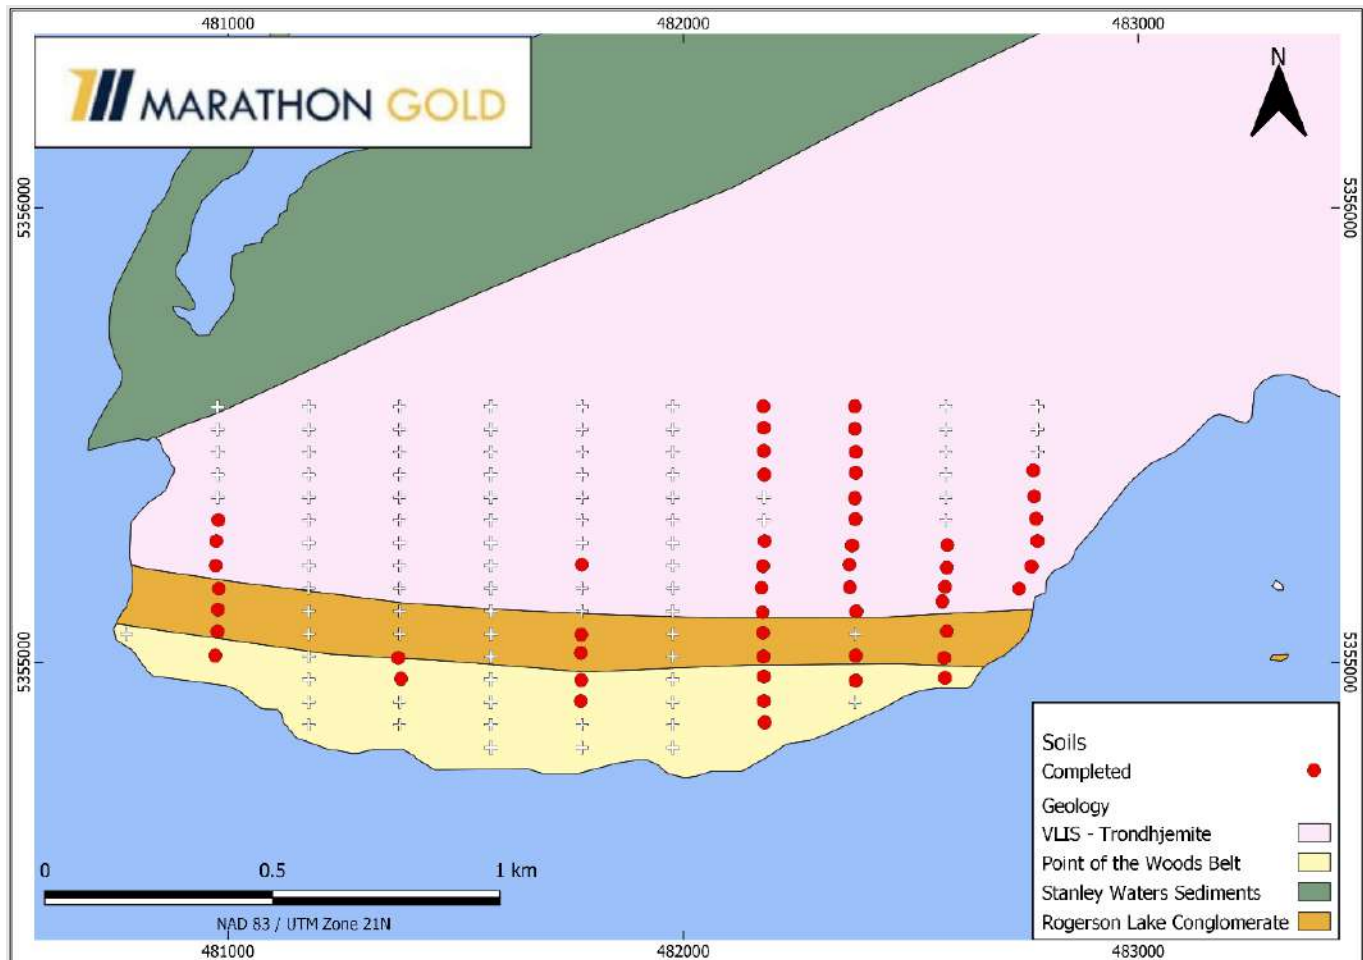 481000 482000 483000
MARATHON GOLD
N
5356000 5356000
5355000 5355000
Soils
Completed
Geology
VLIS - Trondhjemite
Point of the Woods Belt
Stanley Waters Sediments
Rogerson Lake Conglomerate
0 0.5 1 km
NAD 83 / UTM Zone 21N
481000 482000 483000